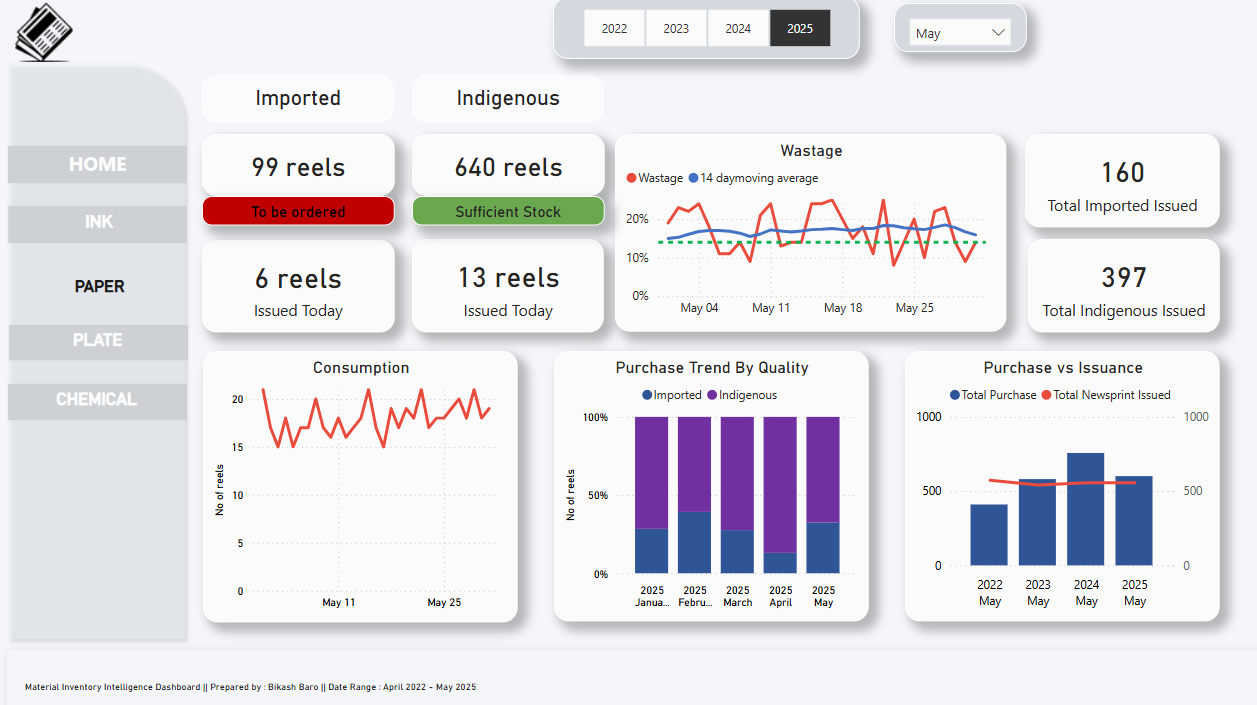 2022 2023 2024 2025
May
Imported
Indigenous
HOME
INK
PAPER
PLATE
CHEMICAL
99 reels
To be ordered
640 reels
Sufficient Stock
6 reels
Issued Today
13 reels
Issued Today
Wastage
Wastage 14 daymoving average
20%
10%
0%
May 04 May 11 May 18 May 25
160
Total Imported Issued
397
Total Indigenous Issued
Consumption
No of reels
20
15
10
5
0
May 11 May 25
Purchase Trend By Quality
Imported Indigenous
No of reels
100%
50%
0%
2025 2025 2025 2025 2025
Janua... Febru... March April May
Purchase vs Issuance
Total Purchase Total Newsprint Issued
1000 1000
500 500
0 0
2022 2023 2024 2025
May May May May
Material Inventory Intelligence Dashboard || Prepared by : Bikash Baro || Date Range : April 2022 - May 2025